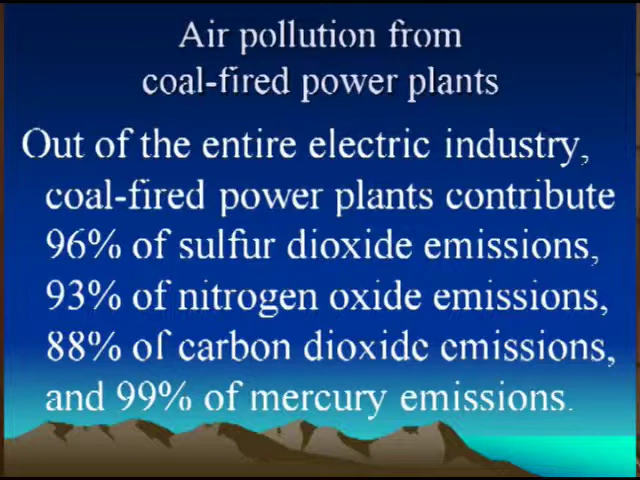 Air pollution from
coal-fired power plants
Out of the entire electric industry,
coal-fired power plants contribute
96% of sulfur dioxide emissions,
93% of nitrogen oxide emissions,
88% of carbon dioxide emissions,
and 99% of mercury emissions.